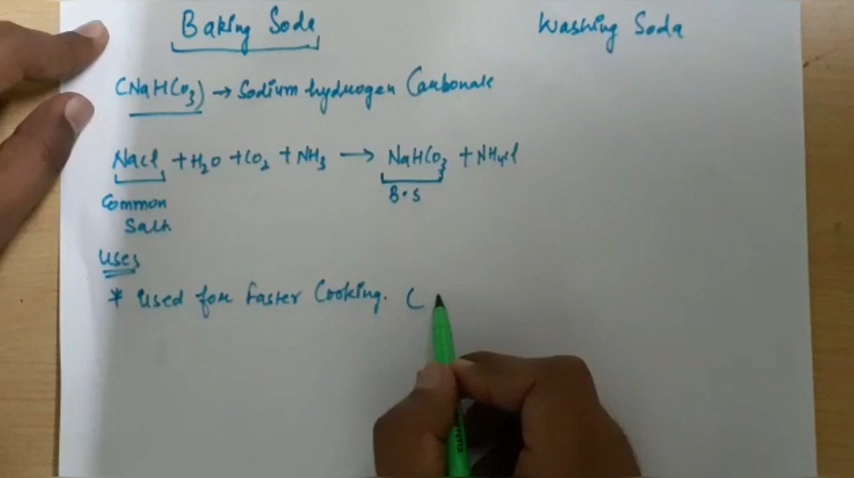 Baking Soda
Washing Soda
(NaHCO3) → Sodium hydrogen Carbonate
NaCl + H2O + CO2 + NH3 → NaHCO3 + NH4Cl
Common
Salt
B.S
Uses
* Used for faster Cooking. (